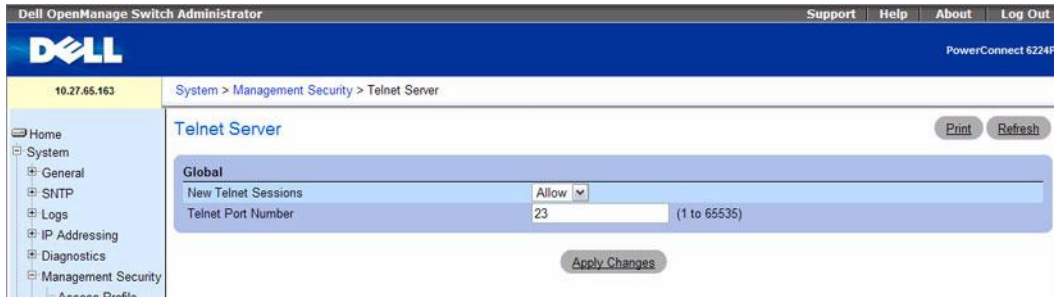 Dell OpenManage Switch Administrator
Support Help About Log Out
DELL
PowerConnect 6224P
10.27.65.163
System > Management Security > Telnet Server
Home
System
General
SNTP
Logs
IP Addressing
Diagnostics
Management Security
Access Profile
Telnet Server
Print Refresh
Global
New Telnet Sessions Allow
Telnet Port Number 23 (1 to 65535)
Apply Changes